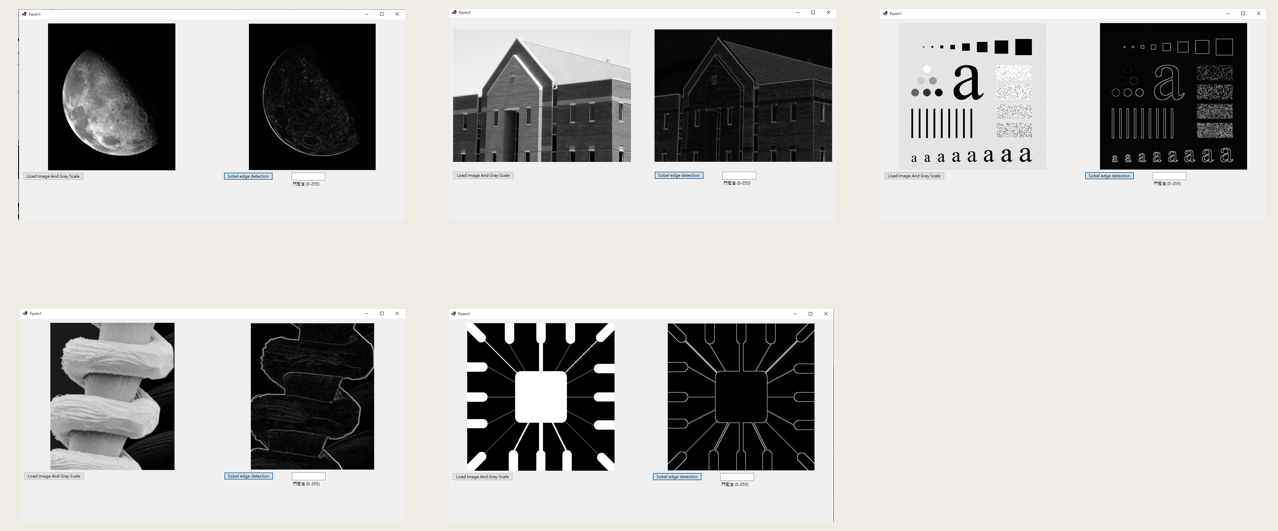 Form1
Load Image And Gray Scale
Sobel edge detection
門檻值 (0~255)
Form1
Load Image And Gray Scale
Sobel edge detection
門檻值 (0~255)
Form1
a
a a a a a a a a
a
a a a a a a a a
Load Image And Gray Scale
Sobel edge detection
門檻值 (0~255)
Form1
Load Image And Gray Scale
Sobel edge detection
門檻值 (0~255)
Form1
Load Image And Gray Scale
Sobel edge detection
門檻值 (0~255)